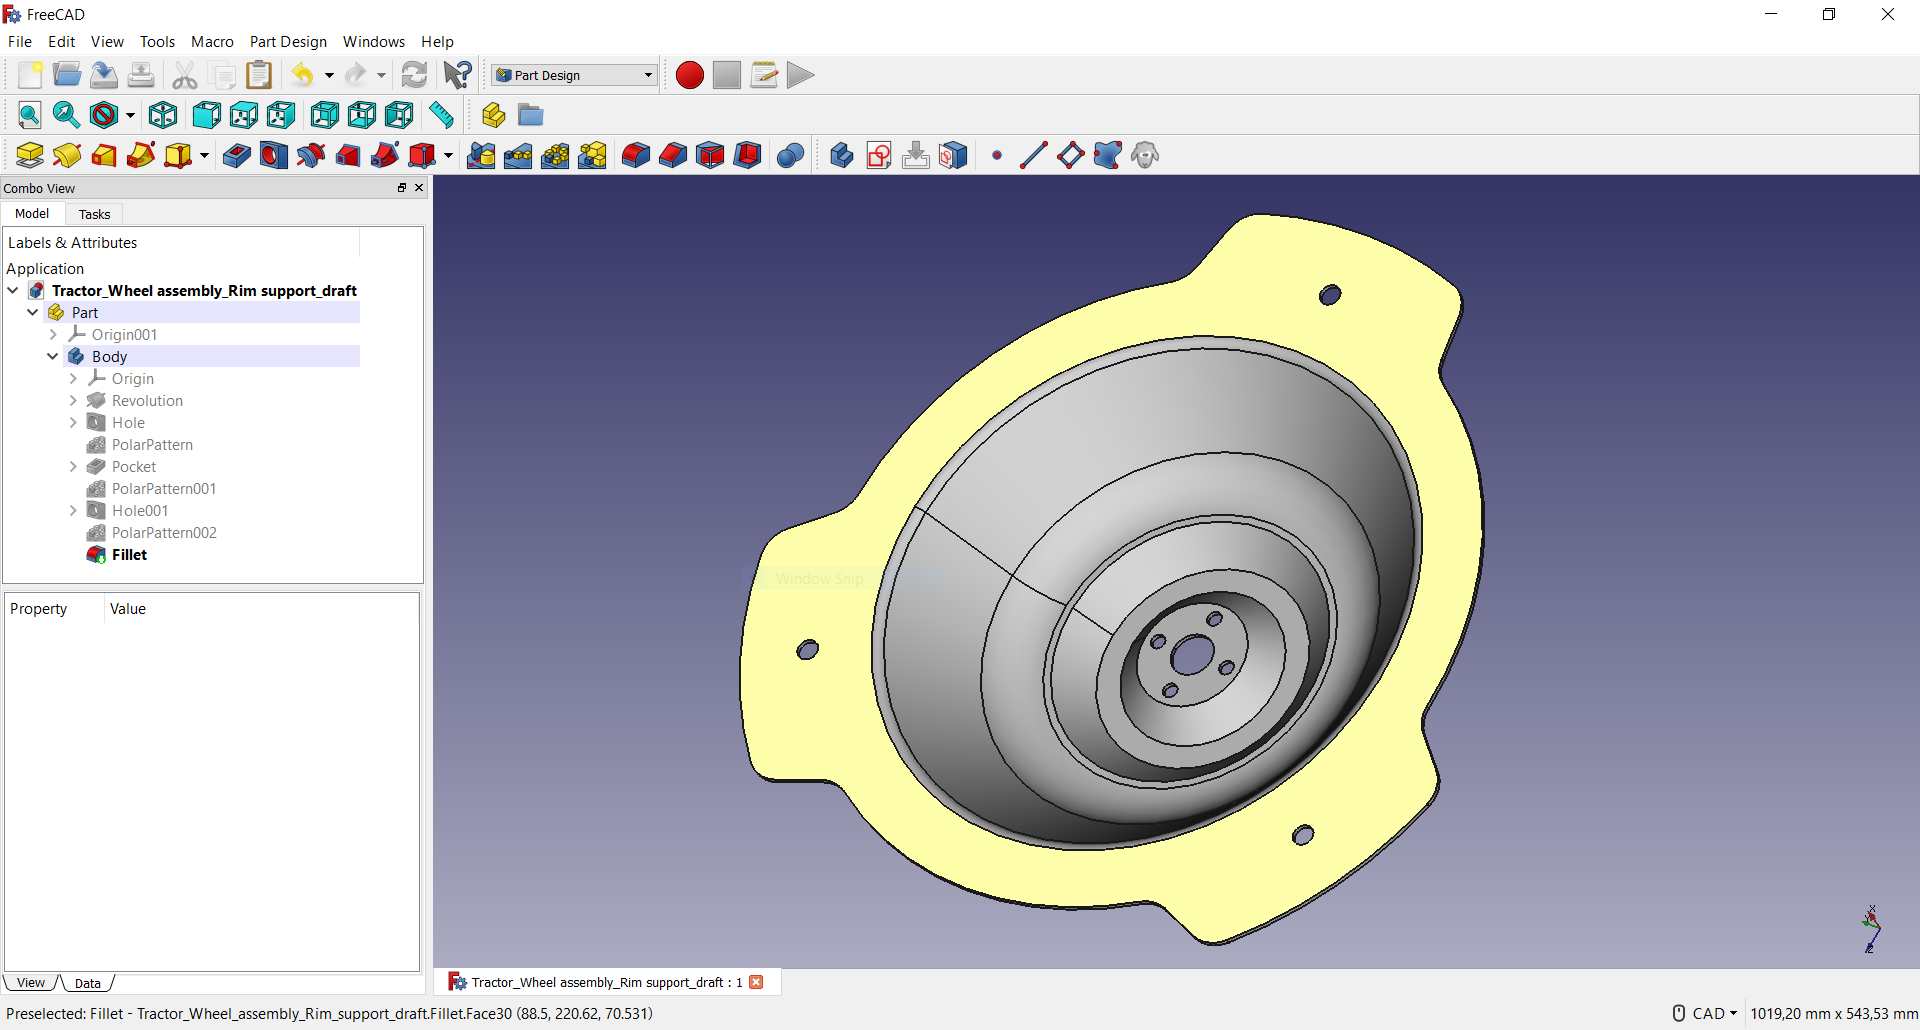 FreeCAD
File Edit View Tools Macro Part Design Windows Help
Part Design
Combo View
Model Tasks
Labels & Attributes
Application
Tractor_Wheel assembly_Rim support_draft
Part
Origin001
Body
Origin
Revolution
Hole
PolarPattern
Pocket
PolarPattern001
Hole001
PolarPattern002
Fillet
Window Snip
Property Value
View Data
Tractor_Wheel assembly_Rim support_draft : 1
X
Y
Z
Preselected: Fillet - Tractor_Wheel_assembly_Rim_support_draft.Fillet.Face30 (88.5, 220.62, 70.531)
CAD 1019,20 mm x 543,53 mm